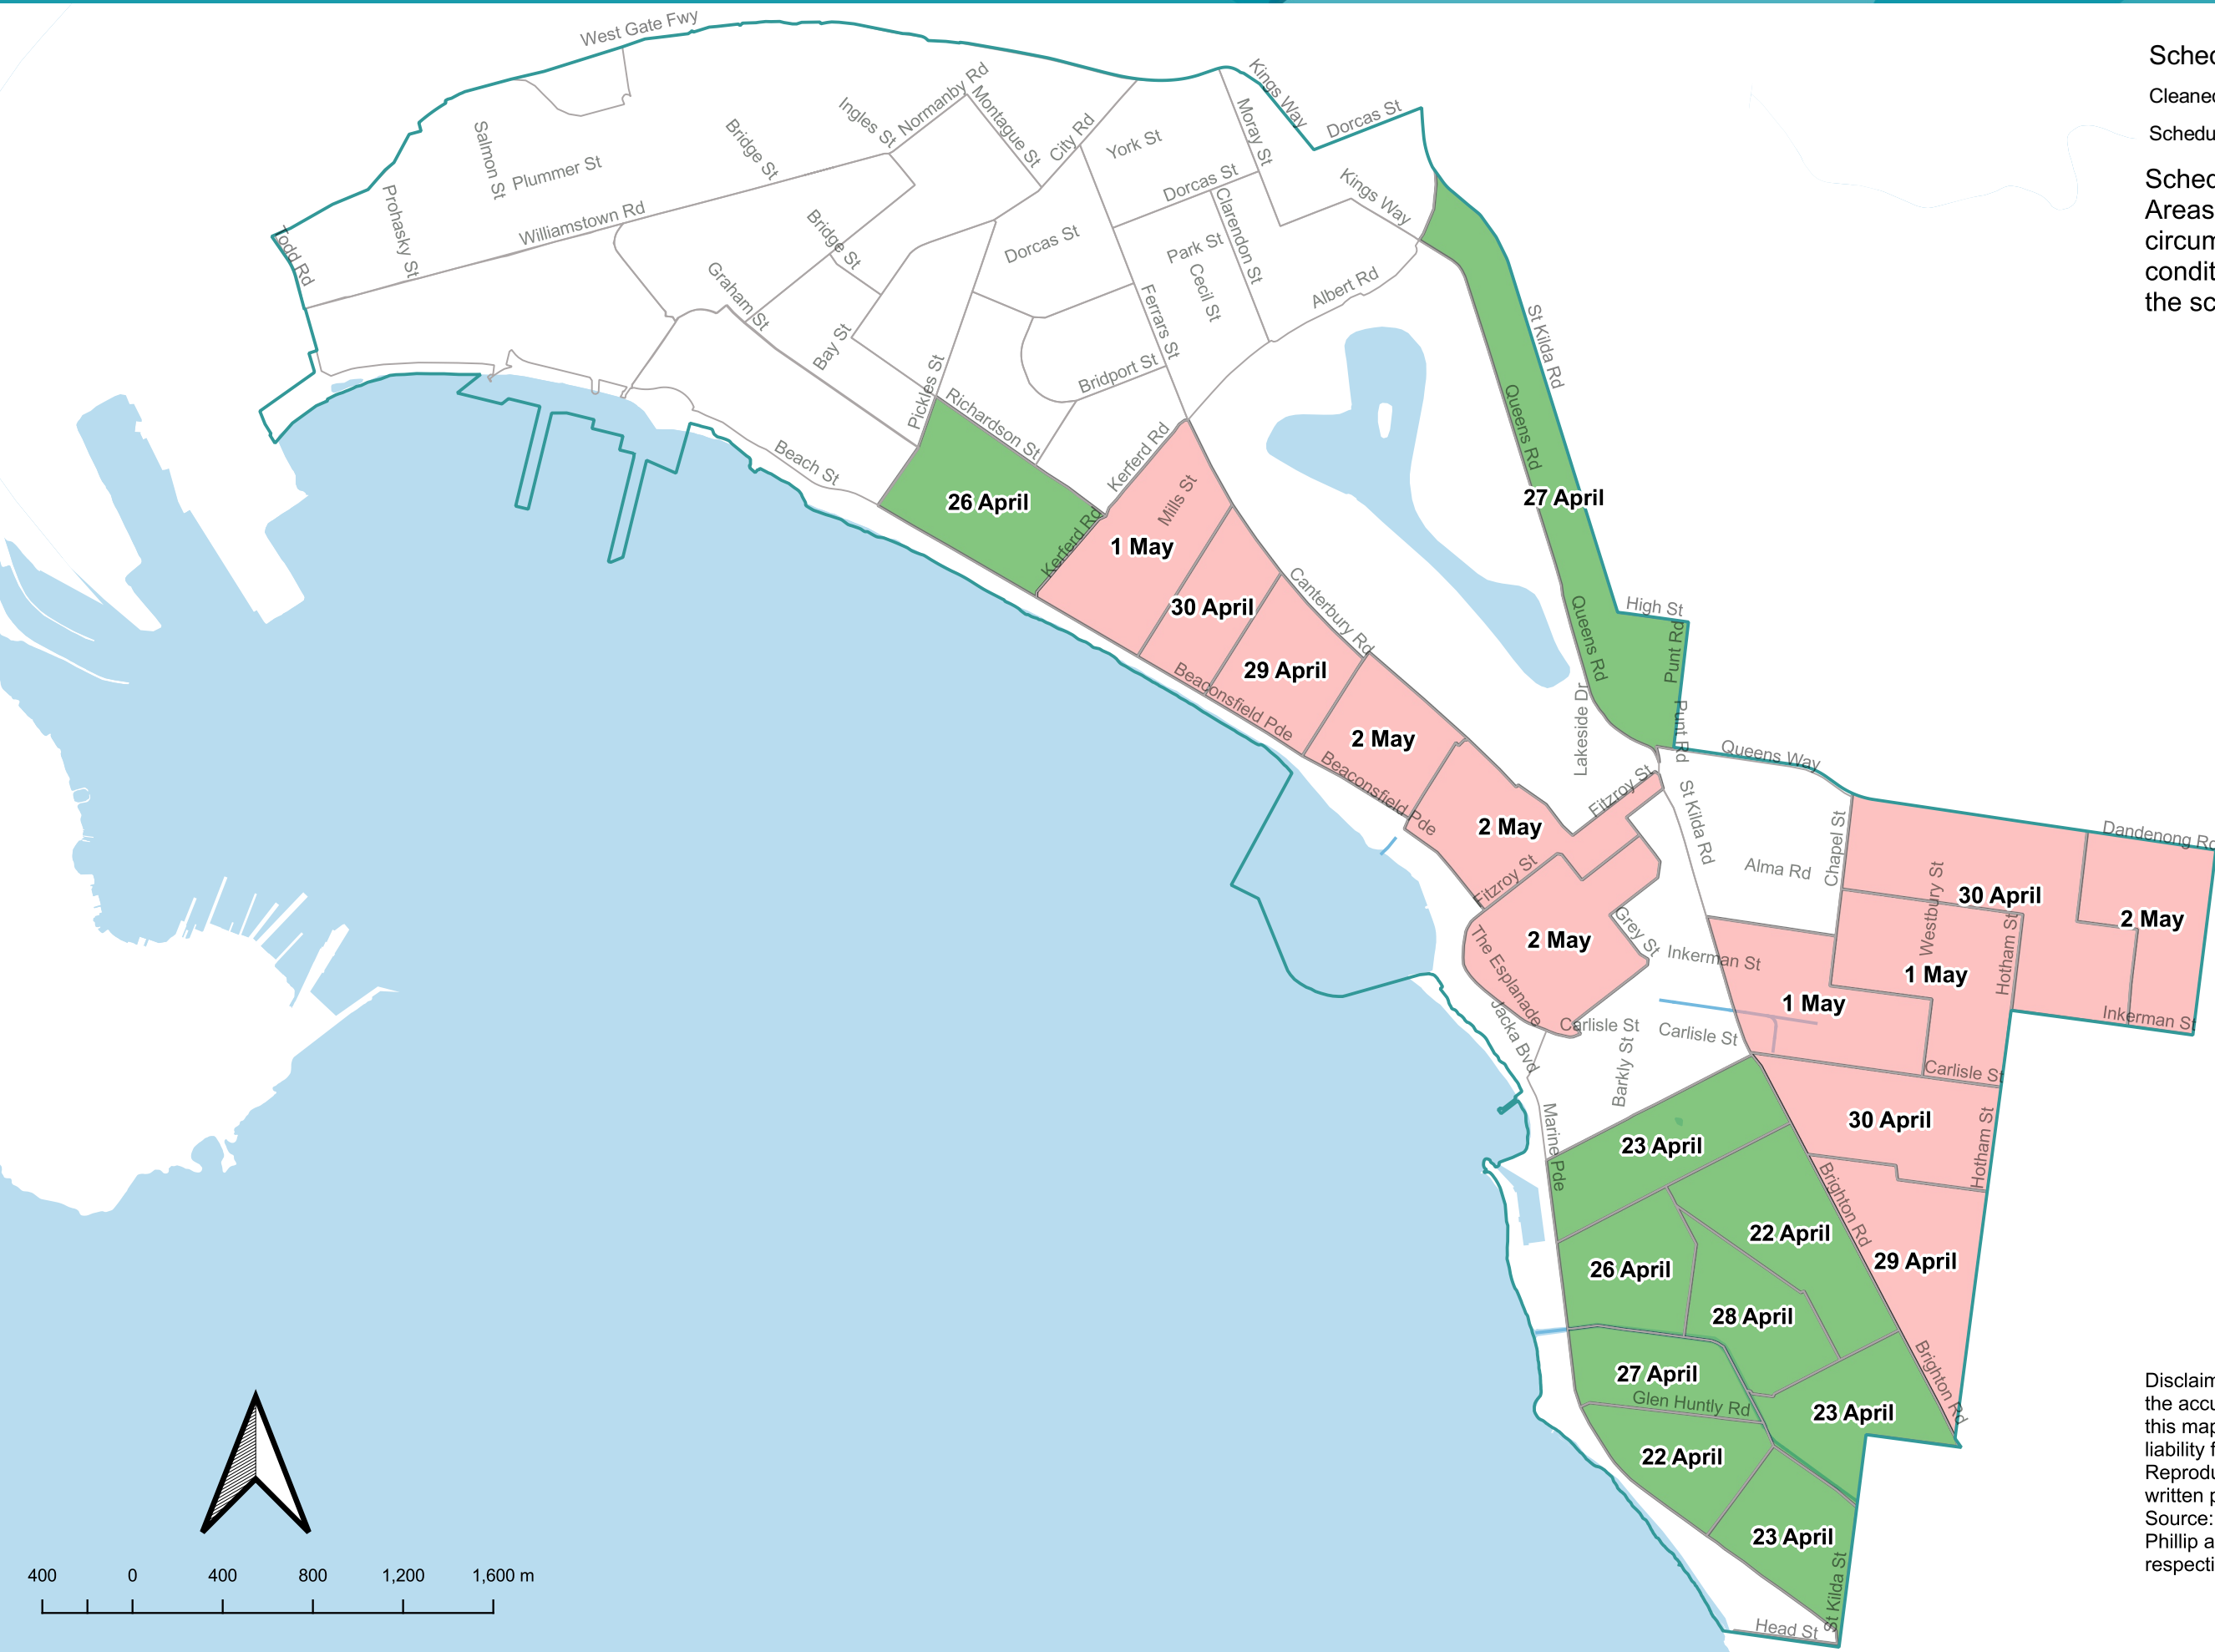 West Gate Fwy
Kings Way
Dorcas St
Ingles St
Normanby Rd
Montague St
City Rd
York St
Moray St
Salmon St
Plummer St
Bridge St
Dorcas St
Kings Way
Prohasky St
Williamstown Rd
Bridge St
Clarendon St
Todd Rd
Dorcas St
Park St
Cecil St
Albert Rd
Graham St
Ferrars St
St Kilda Rd
Bay St
Pickles St
Bridport St
Queens Rd
Richardson St
Kerferd Rd
Beach St
Mills St
26 April
27 April
Kerferd Rd
1 May
30 April
Canterbury Rd
High St
Queens Rd
Punt Rd
29 April
Beaconsfield Pde
Lakeside Dr
Punt Rd
2 May
Queens Way
Beaconsfield Pde
Fitzroy St
St Kilda Rd
2 May
Chapel St
Dandenong Rd
Alma Rd
Fitzroy St
Westbury St
30 April
2 May
Grey St
2 May
Inkerman St
The Esplanade
Hotham St
1 May
1 May
Jacka Bvd
Carlisle St
Carlisle St
Inkerman St
Barkly St
Carlisle St
Marine Pde
23 April
30 April
Hotham St
Brighton Rd
22 April
26 April
29 April
28 April
27 April
Brighton Rd
Glen Huntly Rd
23 April
22 April
23 April
St Kilda St
Head St
400 0 400 800 1,200 1,600 m
Sched
Cleaned
Schedu
Sched
Areas
circum
condit
the sc
Disclaim
the accu
this map
liability f
Reprodu
written p
Source:
Phillip a
respecti